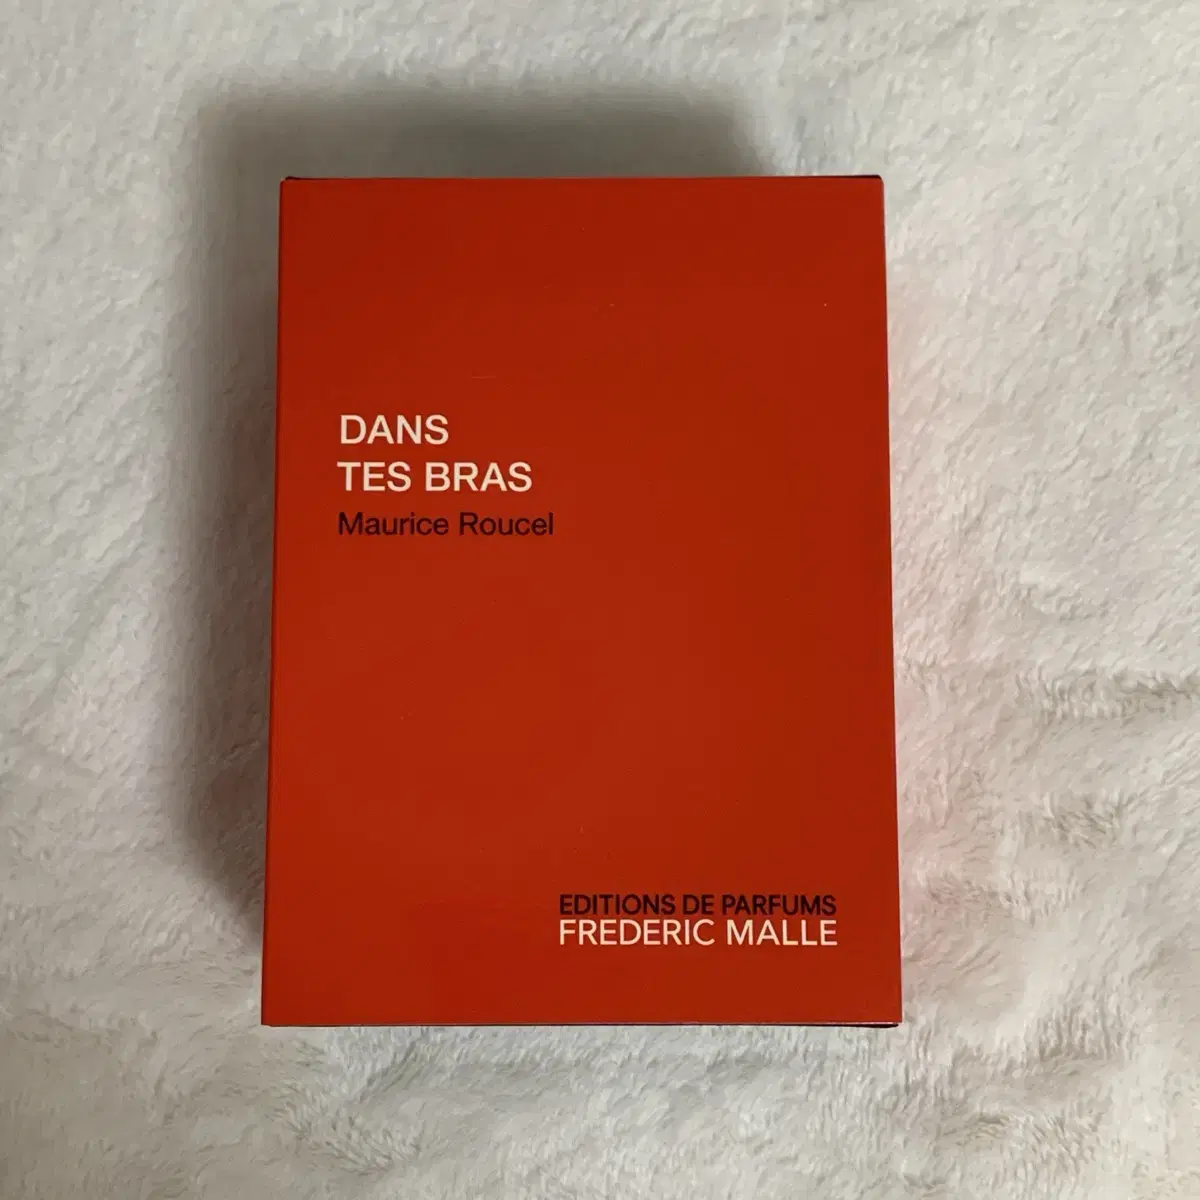 DANS
TES BRAS
Maurice Roucel
EDITIONS DE PARFUMS
FREDERIC MALLE